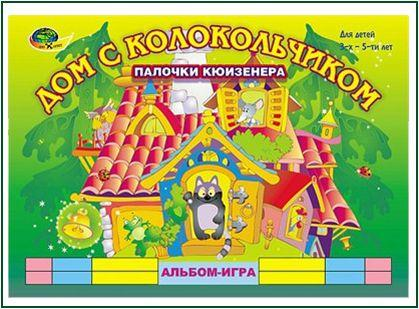 ДОМ С КОЛОКОЛЬЧИКОМ
Для детей
3-х – 5-ти лет
ПАЛОЧКИ КЮИЗЕНЕРА
АЛЬБОМ-ИГРА